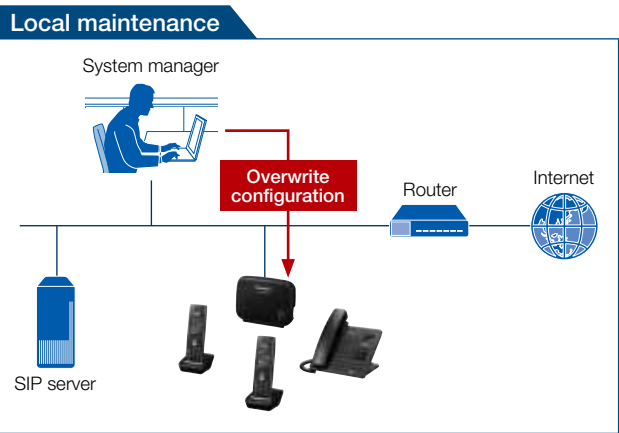 Local maintenance
System manager
Overwrite
configuration
Router
Internet
SIP server